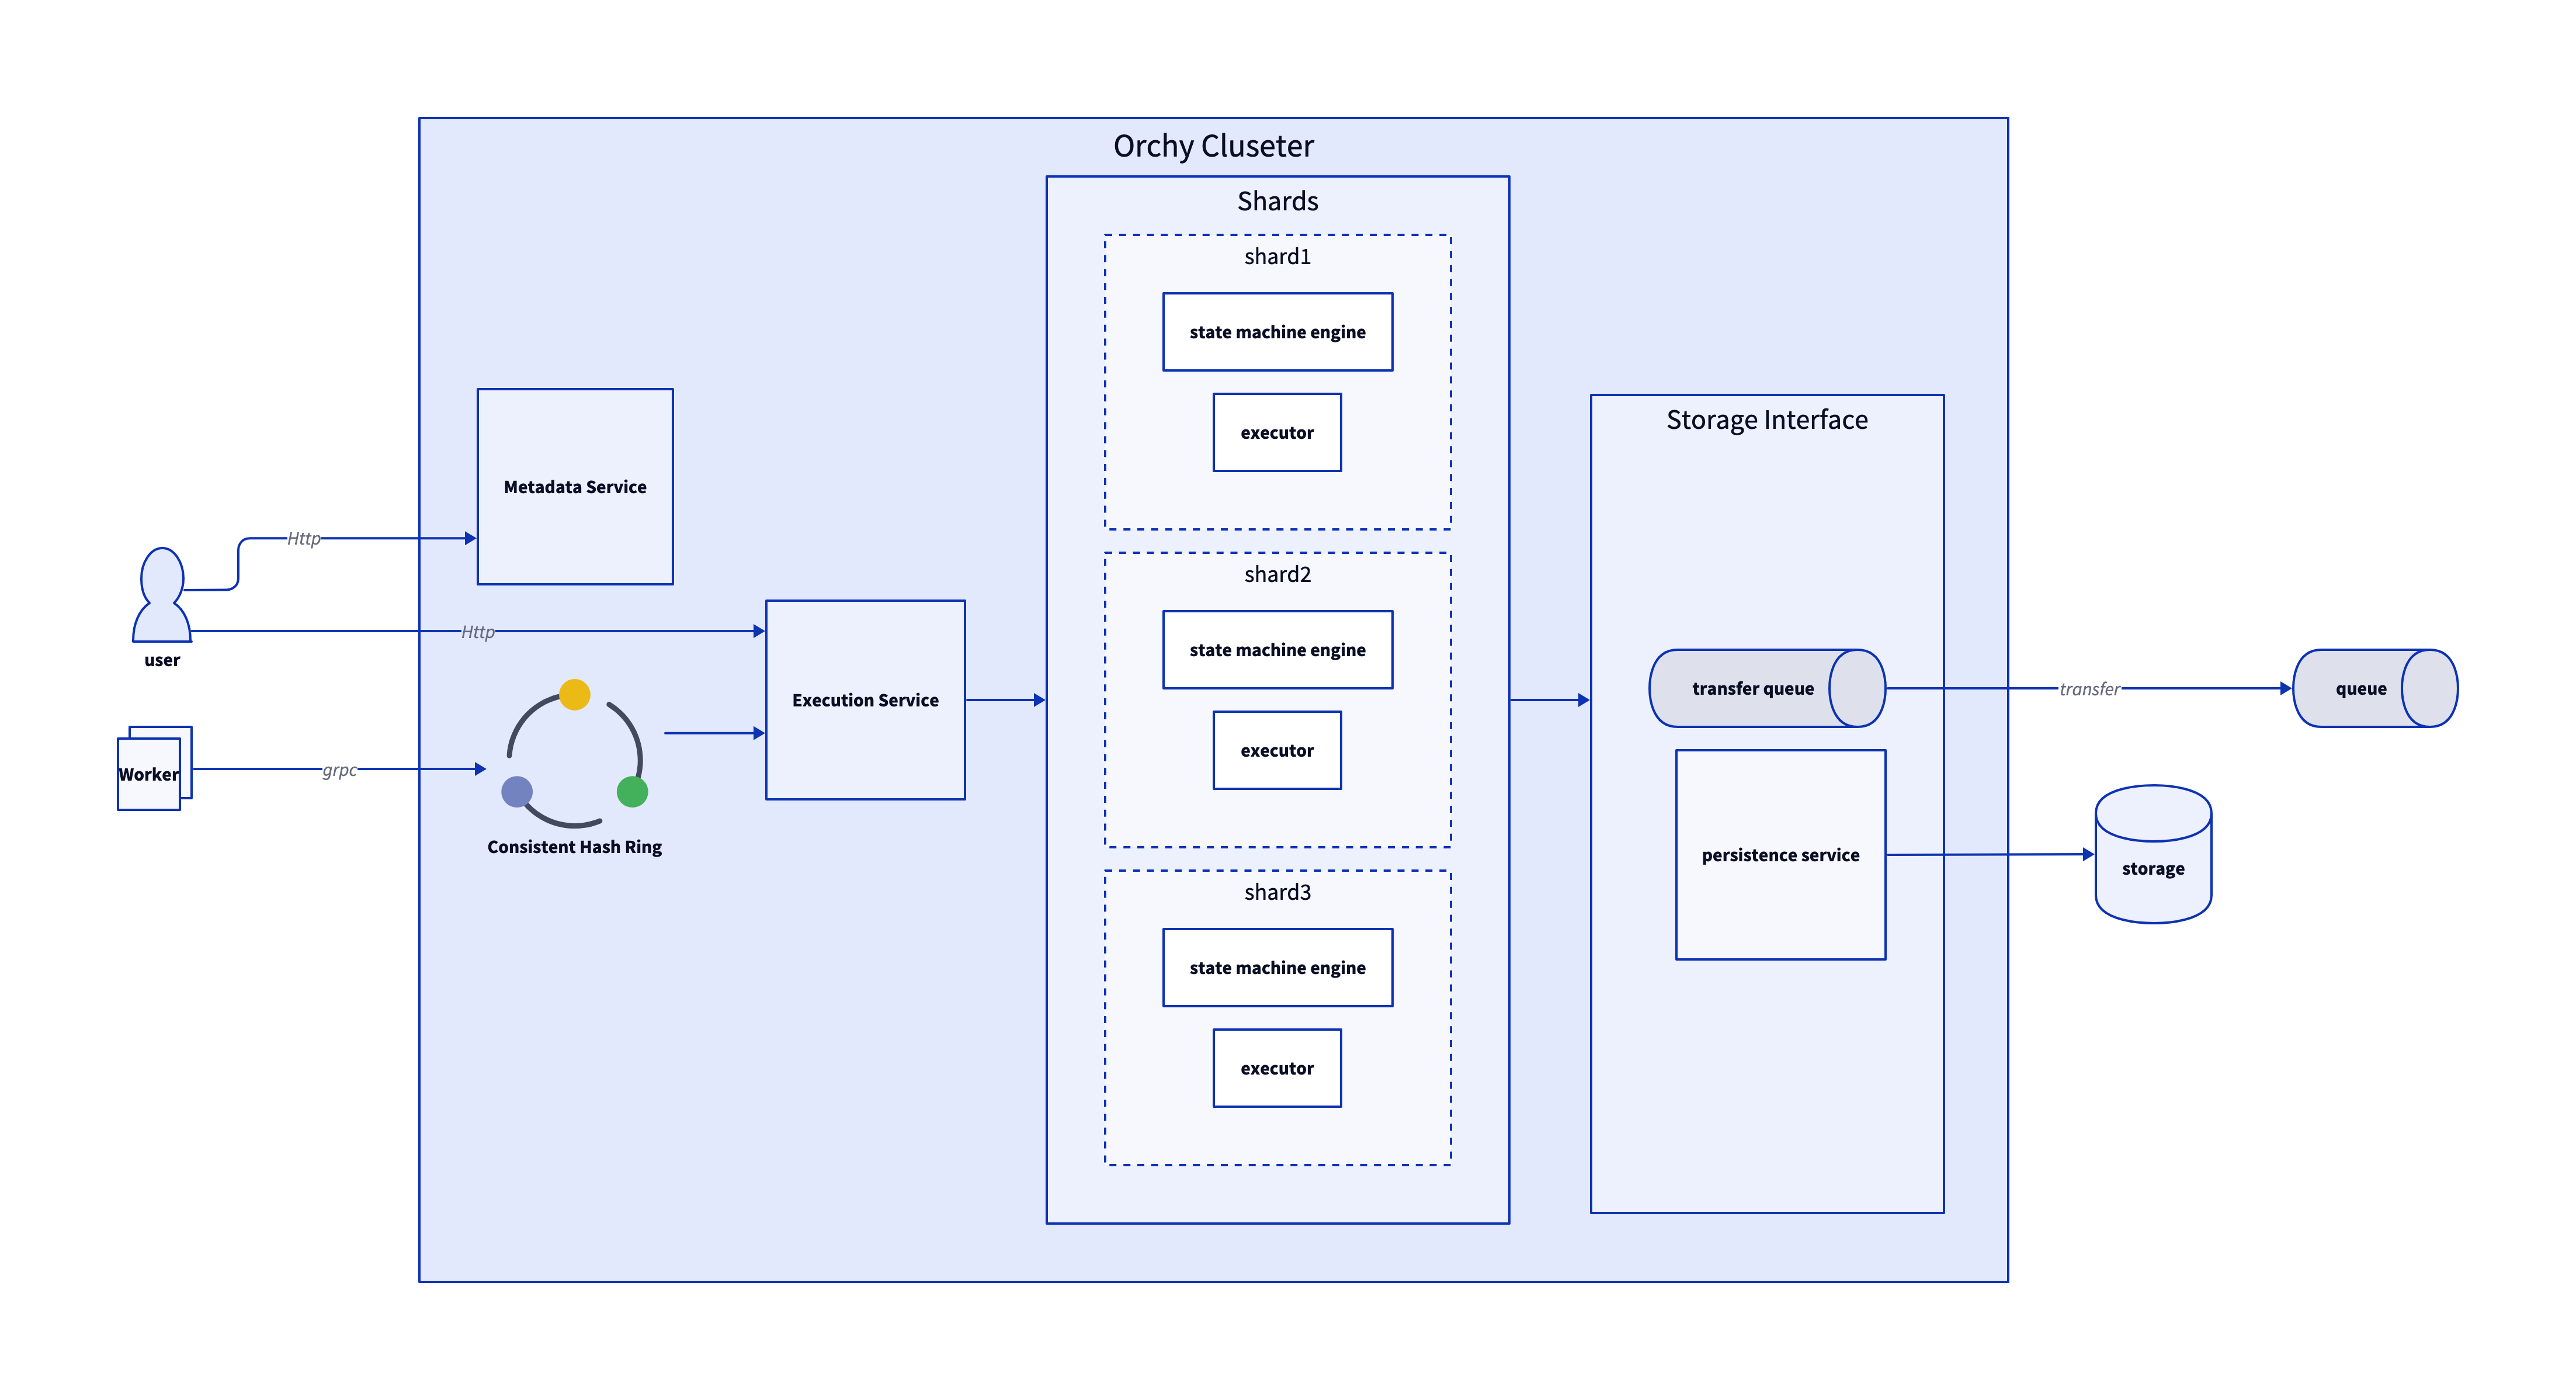 Orchy Cluseter
Shards
shard1
state machine engine
executor
Storage Interface
Metadata Service
Http
user
Http
shard2
state machine engine
executor
Execution Service
transfer queue
transfer
queue
Worker
grpc
Consistent Hash Ring
persistence service
storage
shard3
state machine engine
executor